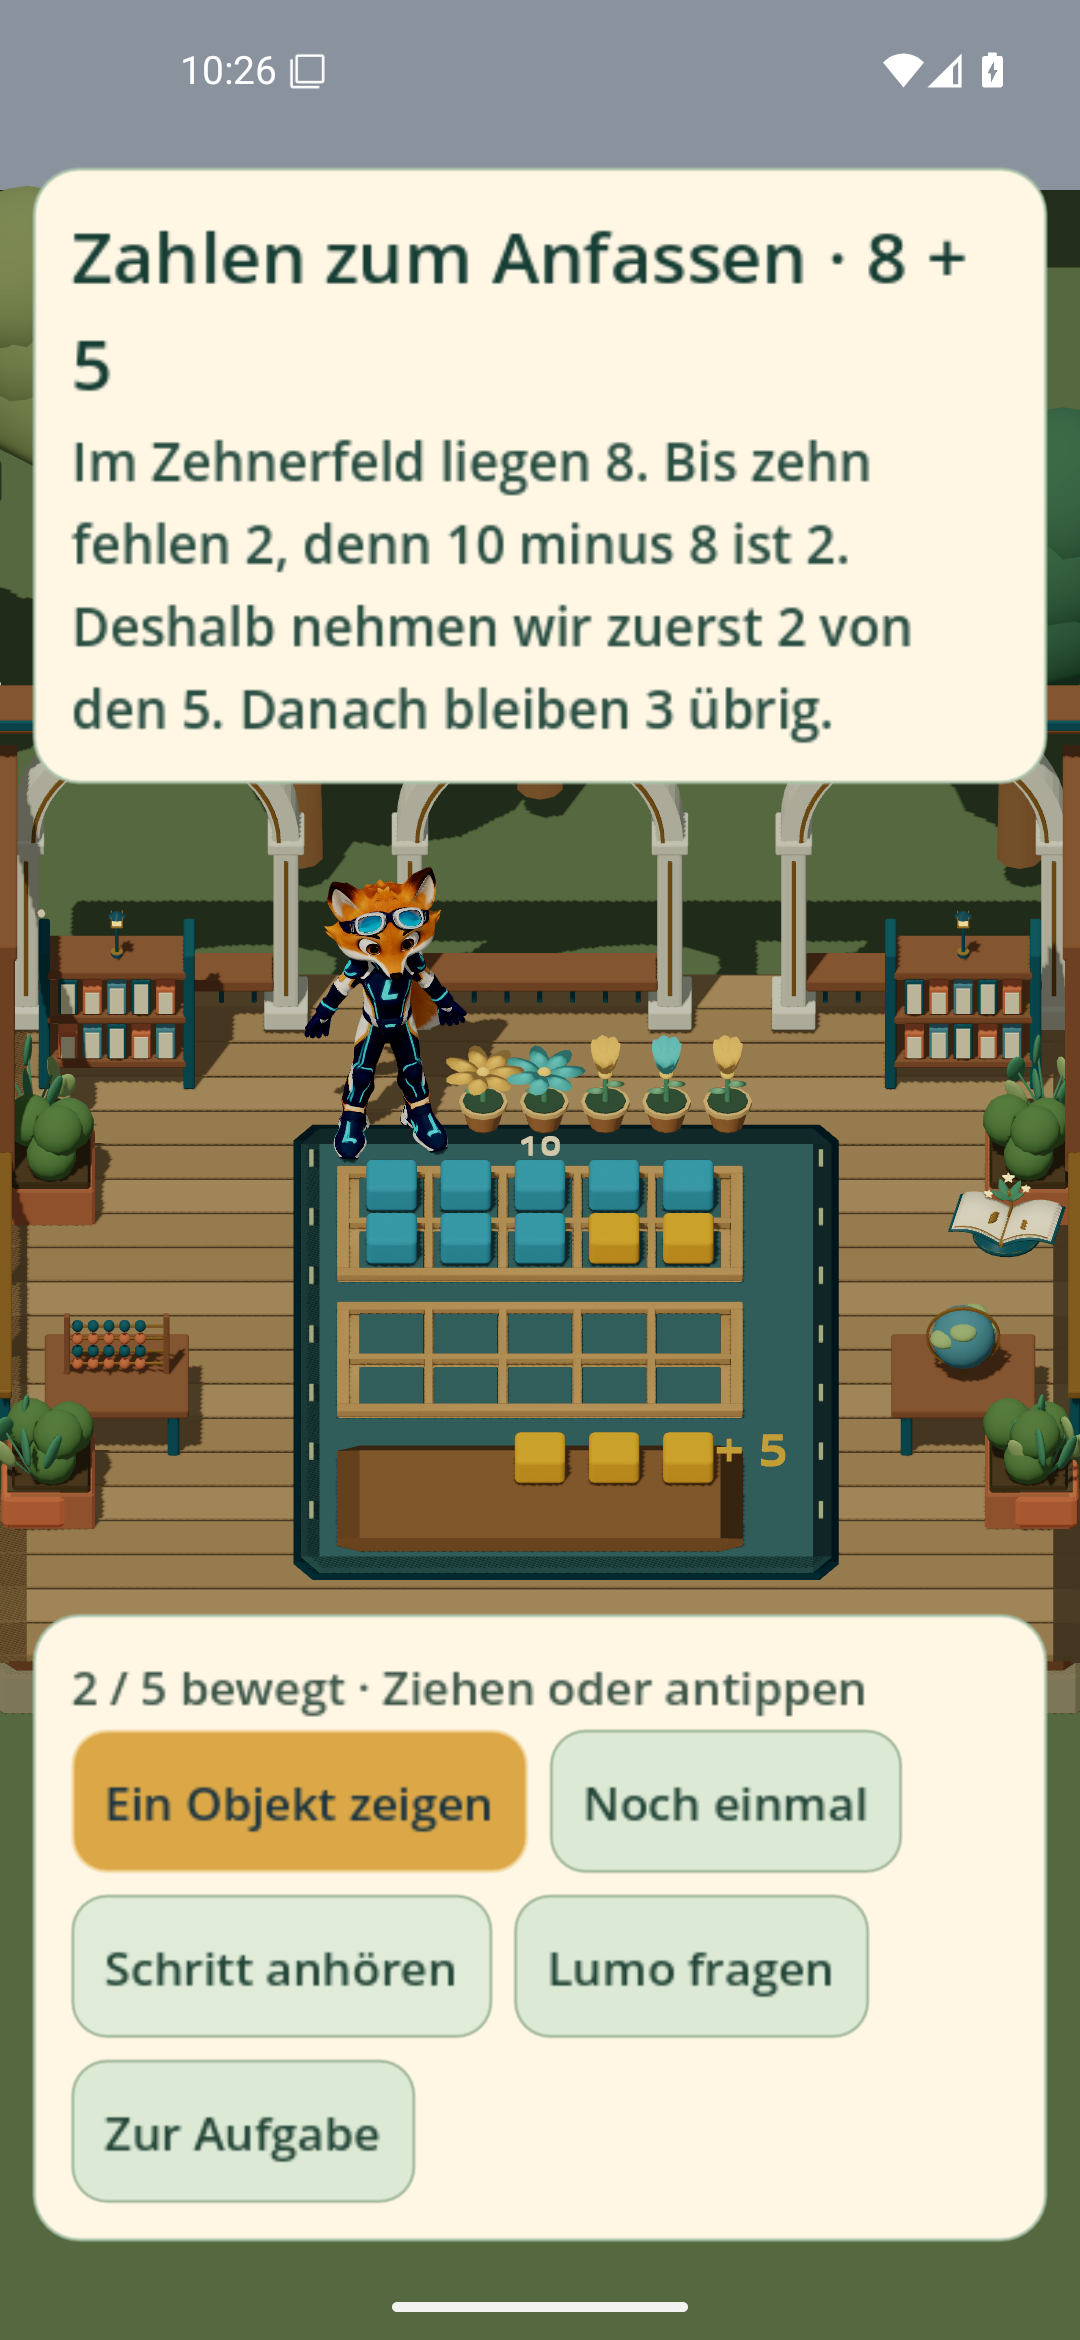 10:26
Zahlen zum Anfassen · 8 +
5
Im Zehnerfeld liegen 8. Bis zehn
fehlen 2, denn 10 minus 8 ist 2.
Deshalb nehmen wir zuerst 2 von
den 5. Danach bleiben 3 übrig.
10
+ 5
2 / 5 bewegt · Ziehen oder antippen
Ein Objekt zeigen
Noch einmal
Schritt anhören
Lumo fragen
Zur Aufgabe